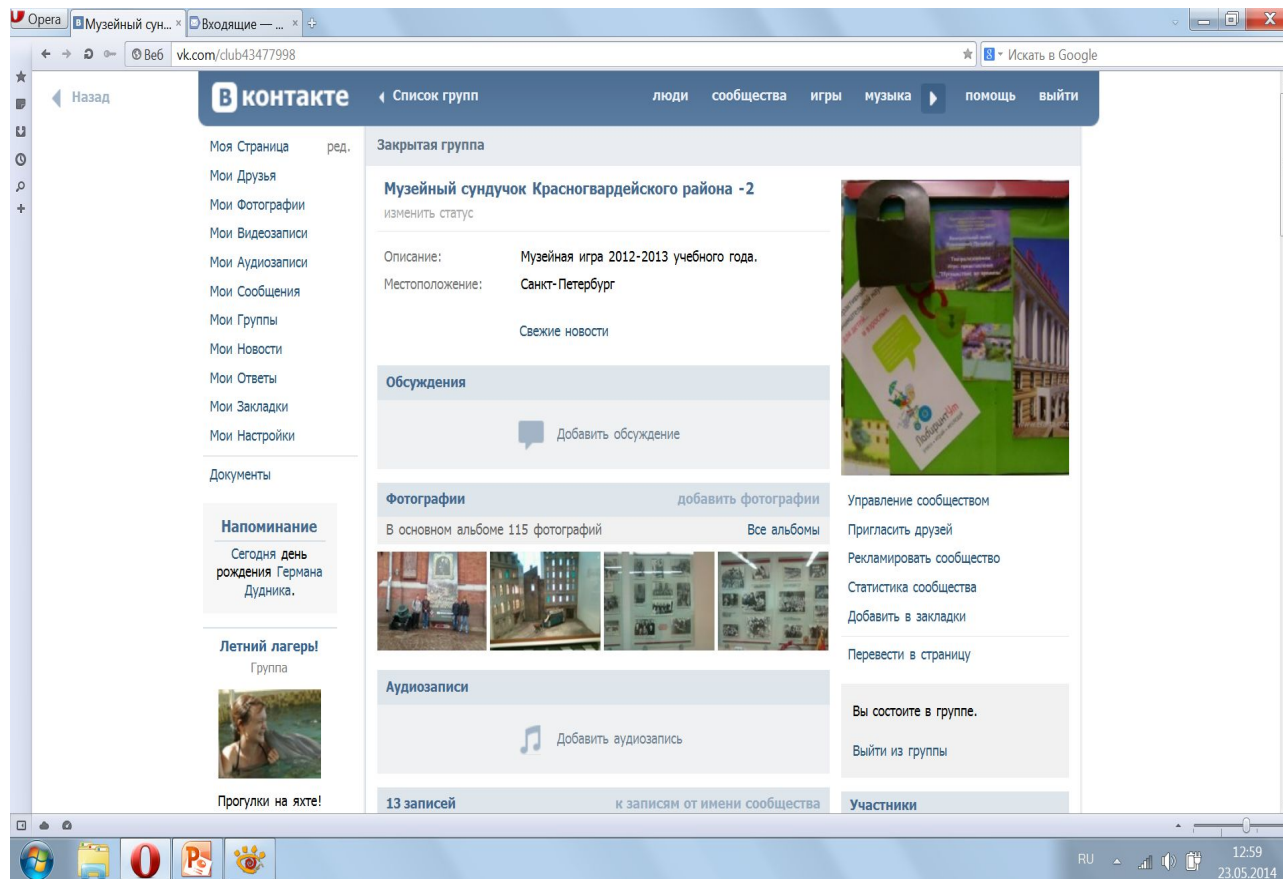 Opera
Музейный сун...
Входящие — ...
Веб
vk.com/club43477998
Искать в Google
Назад
В контакте
Список групп
люди
сообщества
игры
музыка
помощь
выйти
Моя Страница
ред.
Мои Друзья
Мои Фотографии
Мои Видеозаписи
Мои Аудиозаписи
Мои Сообщения
Мои Группы
Мои Новости
Мои Ответы
Мои Закладки
Мои Настройки
Документы
Напоминание
Сегодня день
рождения Германа
Дудника.
Летний лагерь!
Группа
Прогулки на яхте!
Закрытая группа
Музейный сундучок Красногвардейского района -2
изменить статус
Описание: Музейная игра 2012-2013 учебного года.
Местоположение: Санкт-Петербург
Свежие новости
Обсуждения
Добавить обсуждение
Фотографии
добавить фотографии
В основном альбоме 115 фотографий
Все альбомы
Аудиозаписи
Добавить аудиозапись
13 записей
к записям от имени сообщества
Управление сообществом
Пригласить друзей
Рекламировать сообщество
Статистика сообщества
Добавить в закладки
Перевести в страницу
Вы состоите в группе.
Выйти из группы
Участники
RU
12:59
23.05.2014